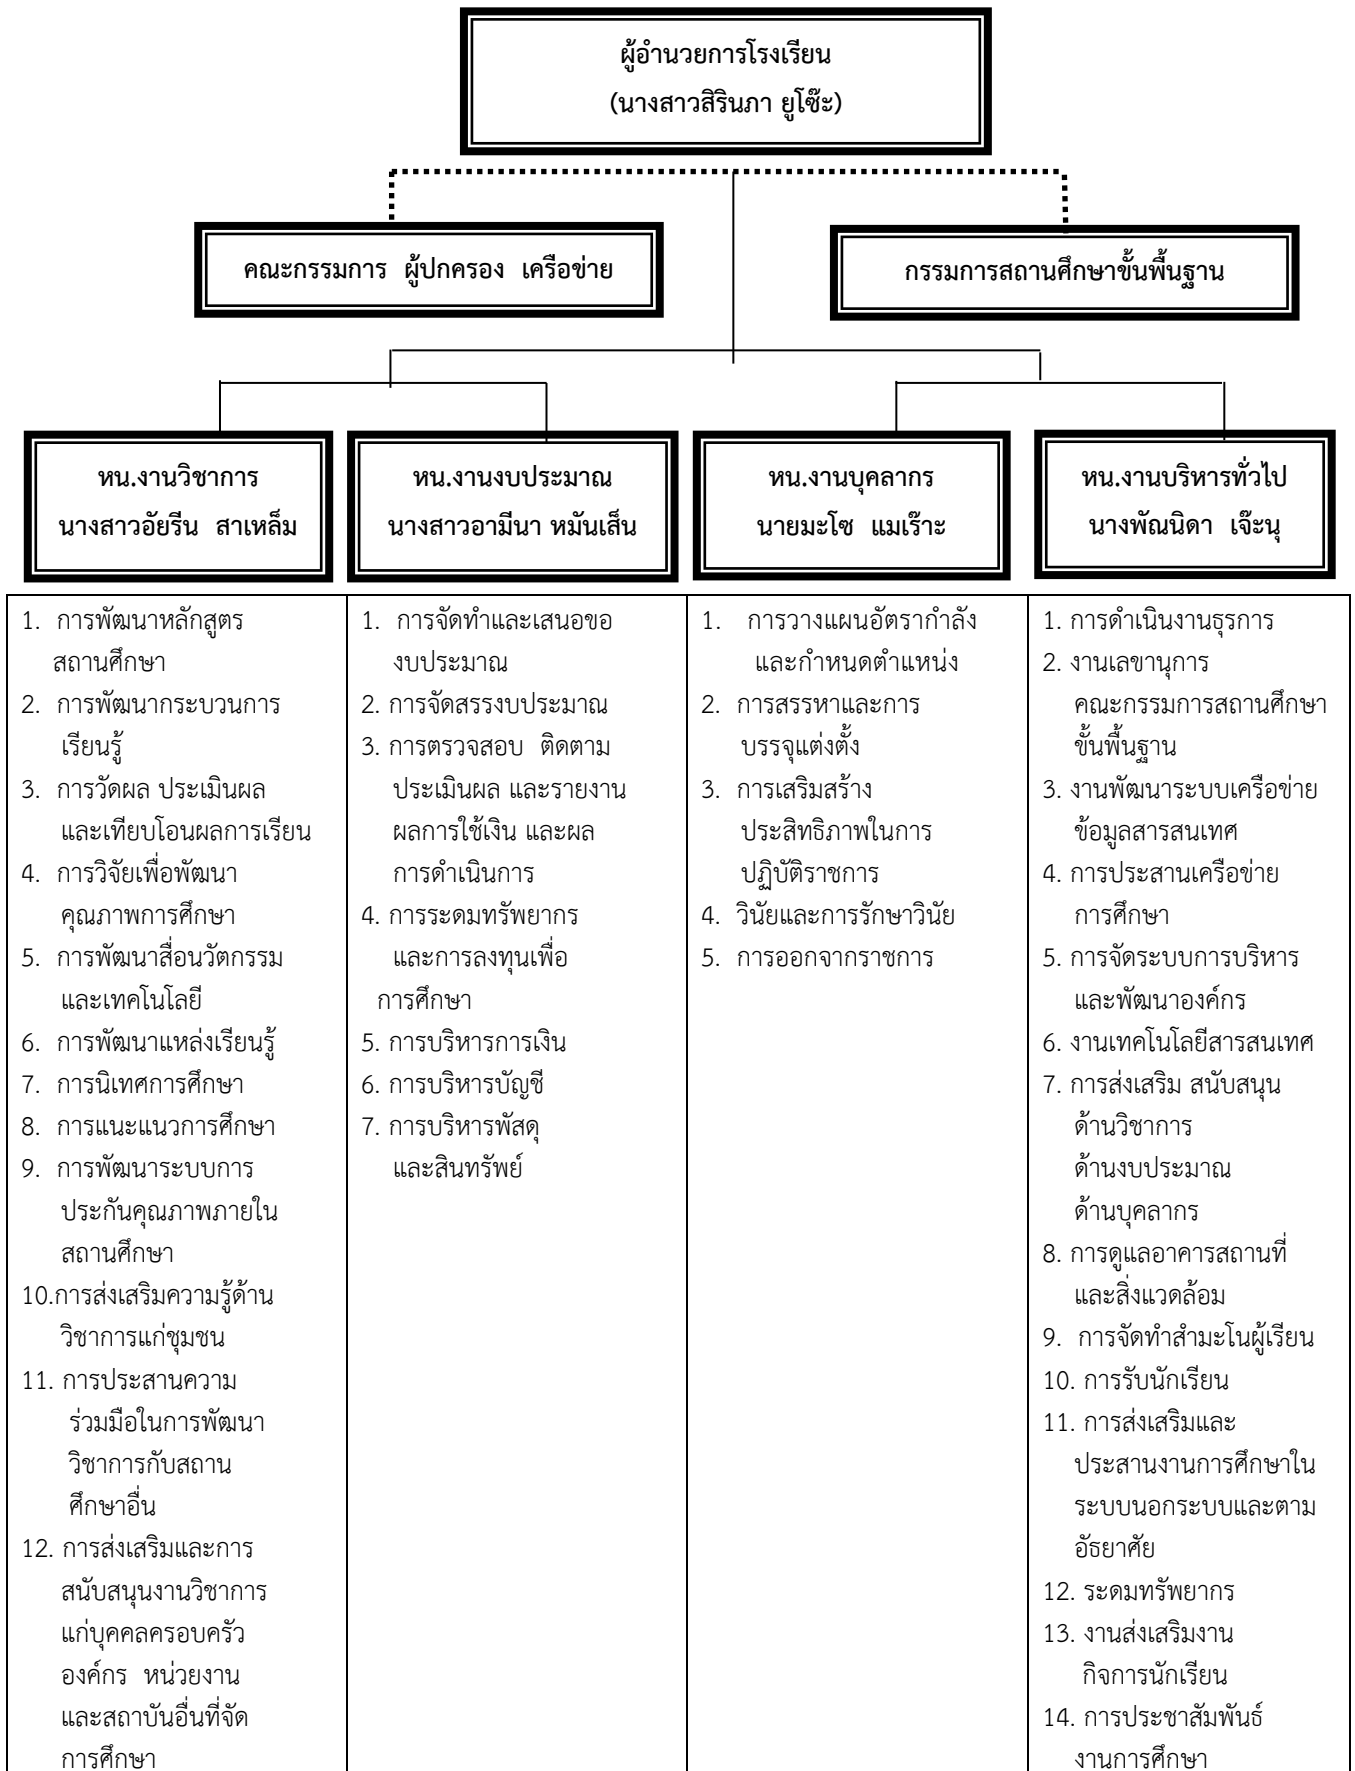 ผู้อำนวยการโรงเรียน
(นางสาวสิรินภา ยูโซ๊ะ)
คณะกรรมการ ผู้ปกครอง เครือข่าย
กรรมการสถานศึกษาขั้นพื้นฐาน
หน.งานวิชาการ
นางสาวอัยรีน สาเหล็ม
หน.งานงบประมาณ
นางสาวอามีนา หมันเส็น
หน.งานบุคลากร
นายมะโซ แมเร๊าะ
หน.งานบริหารทั่วไป
นางพัณนิดา เจ๊ะนุ
1. การพัฒนาหลักสูตร
สถานศึกษา
2. การพัฒนากระบวนการ
เรียนรู้
3. การวัดผล ประเมินผล
และเทียบโอนผลการเรียน
4. การวิจัยเพื่อพัฒนา
คุณภาพการศึกษา
5. การพัฒนาสื่อนวัตกรรม
และเทคโนโลยี
6. การพัฒนาแหล่งเรียนรู้
7. การนิเทศการศึกษา
8. การแนะแนวการศึกษา
9. การพัฒนาระบบการ
ประกันคุณภาพภายใน
สถานศึกษา
10.การส่งเสริมความรู้ด้าน
วิชาการแก่ชุมชน
11. การประสานความ
ร่วมมือในการพัฒนา
วิชาการกับสถาน
ศึกษาอื่น
12. การส่งเสริมและการ
สนับสนุนงานวิชาการ
แก่บุคคลครอบครัว
องค์กร หน่วยงาน
และสถาบันอื่นที่จัด
การศึกษา
1. การจัดทำและเสนอขอ
งบประมาณ
2. การจัดสรรงบประมาณ
3. การตรวจสอบ ติดตาม
ประเมินผล และรายงาน
ผลการใช้เงิน และผล
การดำเนินการ
4. การระดมทรัพยากร
และการลงทุนเพื่อ
การศึกษา
5. การบริหารการเงิน
6. การบริหารบัญชี
7. การบริหารพัสดุ
และสินทรัพย์
1. การวางแผนอัตรากำลัง
และกำหนดตำแหน่ง
2. การสรรหาและการ
บรรจุแต่งตั้ง
3. การเสริมสร้าง
ประสิทธิภาพในการ
ปฏิบัติราชการ
4. วินัยและการรักษาวินัย
5. การออกจากราชการ
1. การดำเนินงานธุรการ
2. งานเลขานุการ
คณะกรรมการสถานศึกษา
ขั้นพื้นฐาน
3. งานพัฒนาระบบเครือข่าย
ข้อมูลสารสนเทศ
4. การประสานเครือข่าย
การศึกษา
5. การจัดระบบการบริหาร
และพัฒนาองค์กร
6. งานเทคโนโลยีสารสนเทศ
7. การส่งเสริม สนับสนุน
ด้านวิชาการ
ด้านงบประมาณ
ด้านบุคลากร
8. การดูแลอาคารสถานที่
และสิ่งแวดล้อม
9. การจัดทำสำมะโนผู้เรียน
10. การรับนักเรียน
11. การส่งเสริมและ
ประสานงานการศึกษาใน
ระบบนอกระบบและตาม
อัธยาศัย
12. ระดมทรัพยากร
13. งานส่งเสริมงาน
กิจการนักเรียน
14. การประชาสัมพันธ์
งานการศึกษา